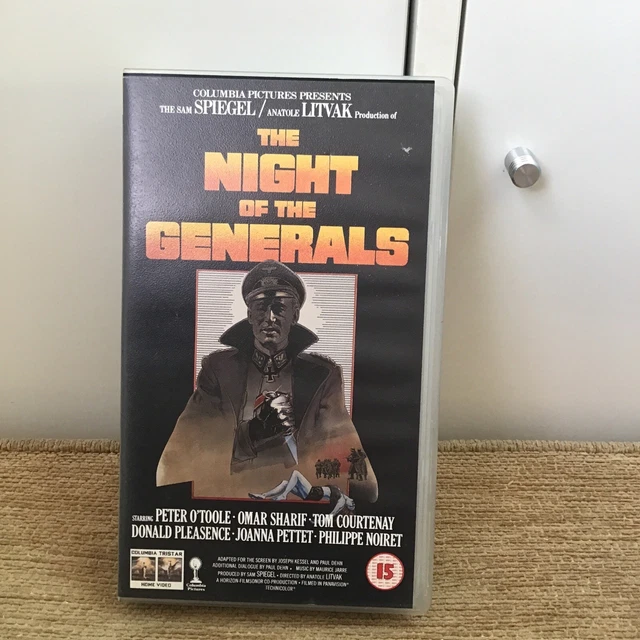 COLUMBIA PICTURES PRESENTS
THE SAM SPIEGEL / ANATOLE LITVAK Production of
THE
NIGHT
OF THE
GENERALS
STARRING PETER O'TOOLE · OMAR SHARIF · TOM COURTENAY
DONALD PLEASENCE · JOANNA PETTET · PHILIPPE NOIRET
ADAPTED FOR THE SCREEN BY JOSEPH KESSEL AND PAUL DEHN
ADDITIONAL DIALOGUE BY PAUL DEHN · MUSIC BY MAURICE JARRE
PRODUCED BY SAM SPIEGEL · DIRECTED BY ANATOLE LITVAK
A HORIZON-FILMSONOR CO-PRODUCTION · FILMED IN PANAVISION
TECHNICOLOR
COLUMBIA TRISTAR
HOME VIDEO
Columbia
Pictures
15